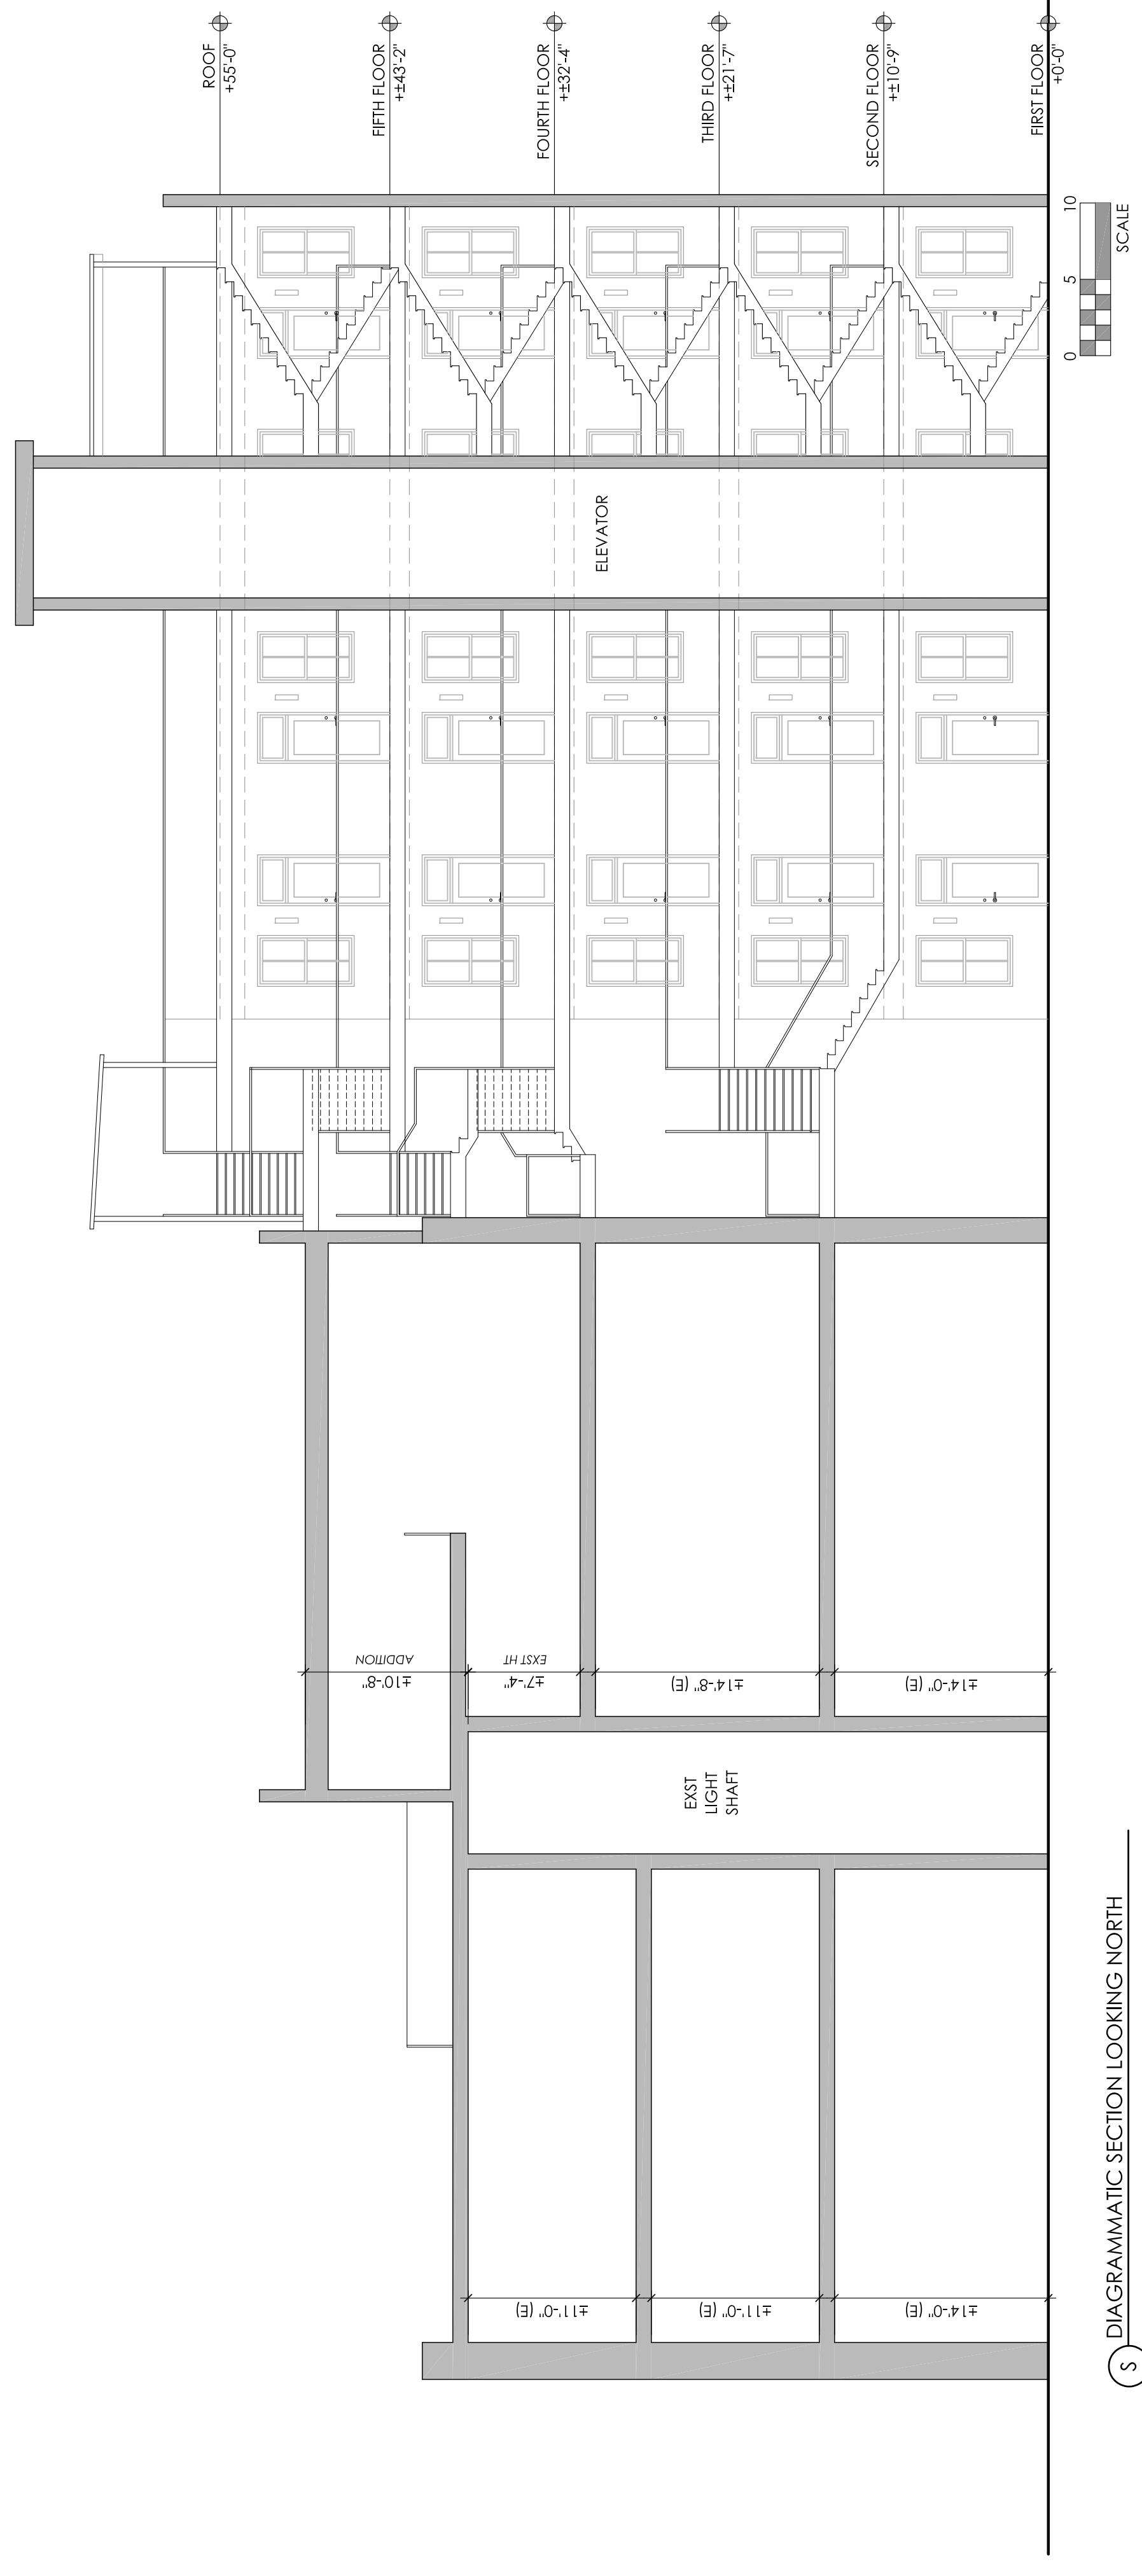 ROOF
+55'-0"
FIFTH FLOOR
+±43'-2"
FOURTH FLOOR
+±32'-4"
THIRD FLOOR
+±21'-7"
SECOND FLOOR
+±10'-9"
FIRST FLOOR
+0'-0"
ELEVATOR
ADDITION
±10'-8"
EXST HT
±7'-4"
±14'-8" (E)
±14'-0" (E)
EXST
LIGHT
SHAFT
±11'-0" (E)
±11'-0" (E)
±14'-0" (E)
0 5 10
SCALE
S
DIAGRAMMATIC SECTION LOOKING NORTH